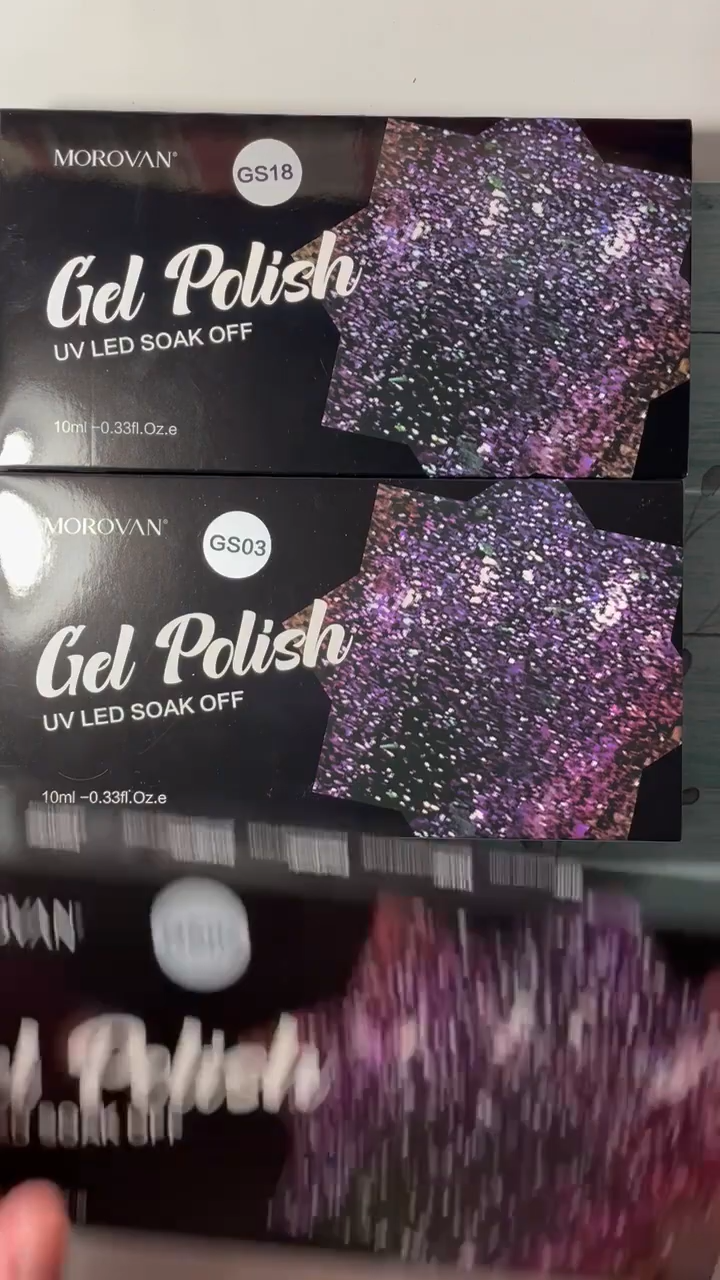 MOROVAN®
GS18
Gel Polish
UV LED SOAK OFF
10ml –0.33fl.Oz.e
MOROVAN®
GS03
Gel Polish
UV LED SOAK OFF
10ml –0.33fl.Oz.e
Polish